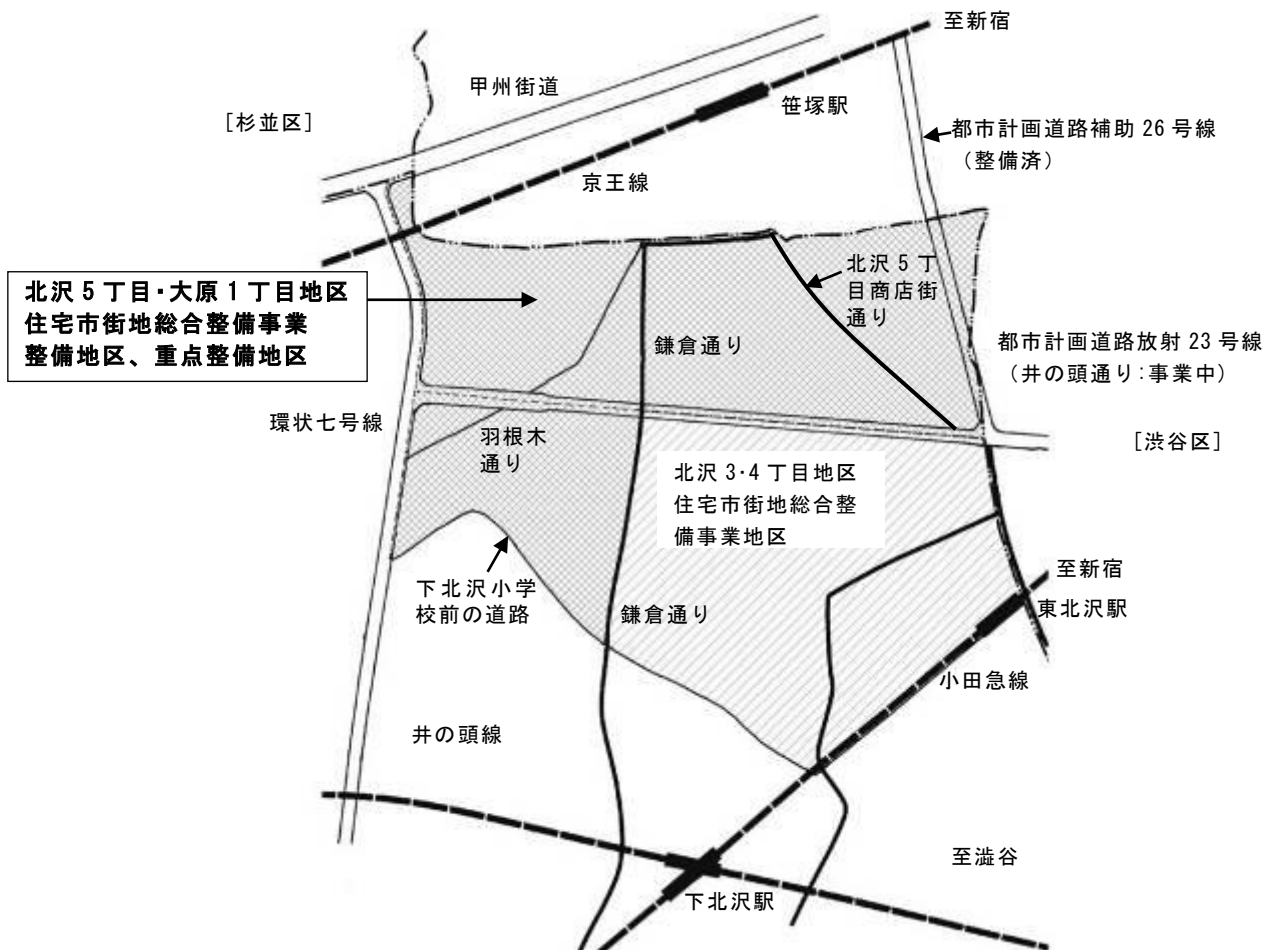 至新宿
甲州街道
笹塚駅
[杉並区]
都市計画道路補助 26 号線
（整備済）
京王線
北沢 5 丁目・大原 1 丁目地区
住宅市街地総合整備事業
整備地区、重点整備地区
北沢 5 丁
目商店街
通り
鎌倉通り
都市計画道路放射 23 号線
（井の頭通り：事業中）
環状七号線
羽根木
通り
[渋谷区]
北沢 3・4 丁目地区
住宅市街地総合整
備事業地区
下北沢小学
校前の道路
鎌倉通り
至新宿
東北沢駅
小田急線
井の頭線
至澁谷
下北沢駅